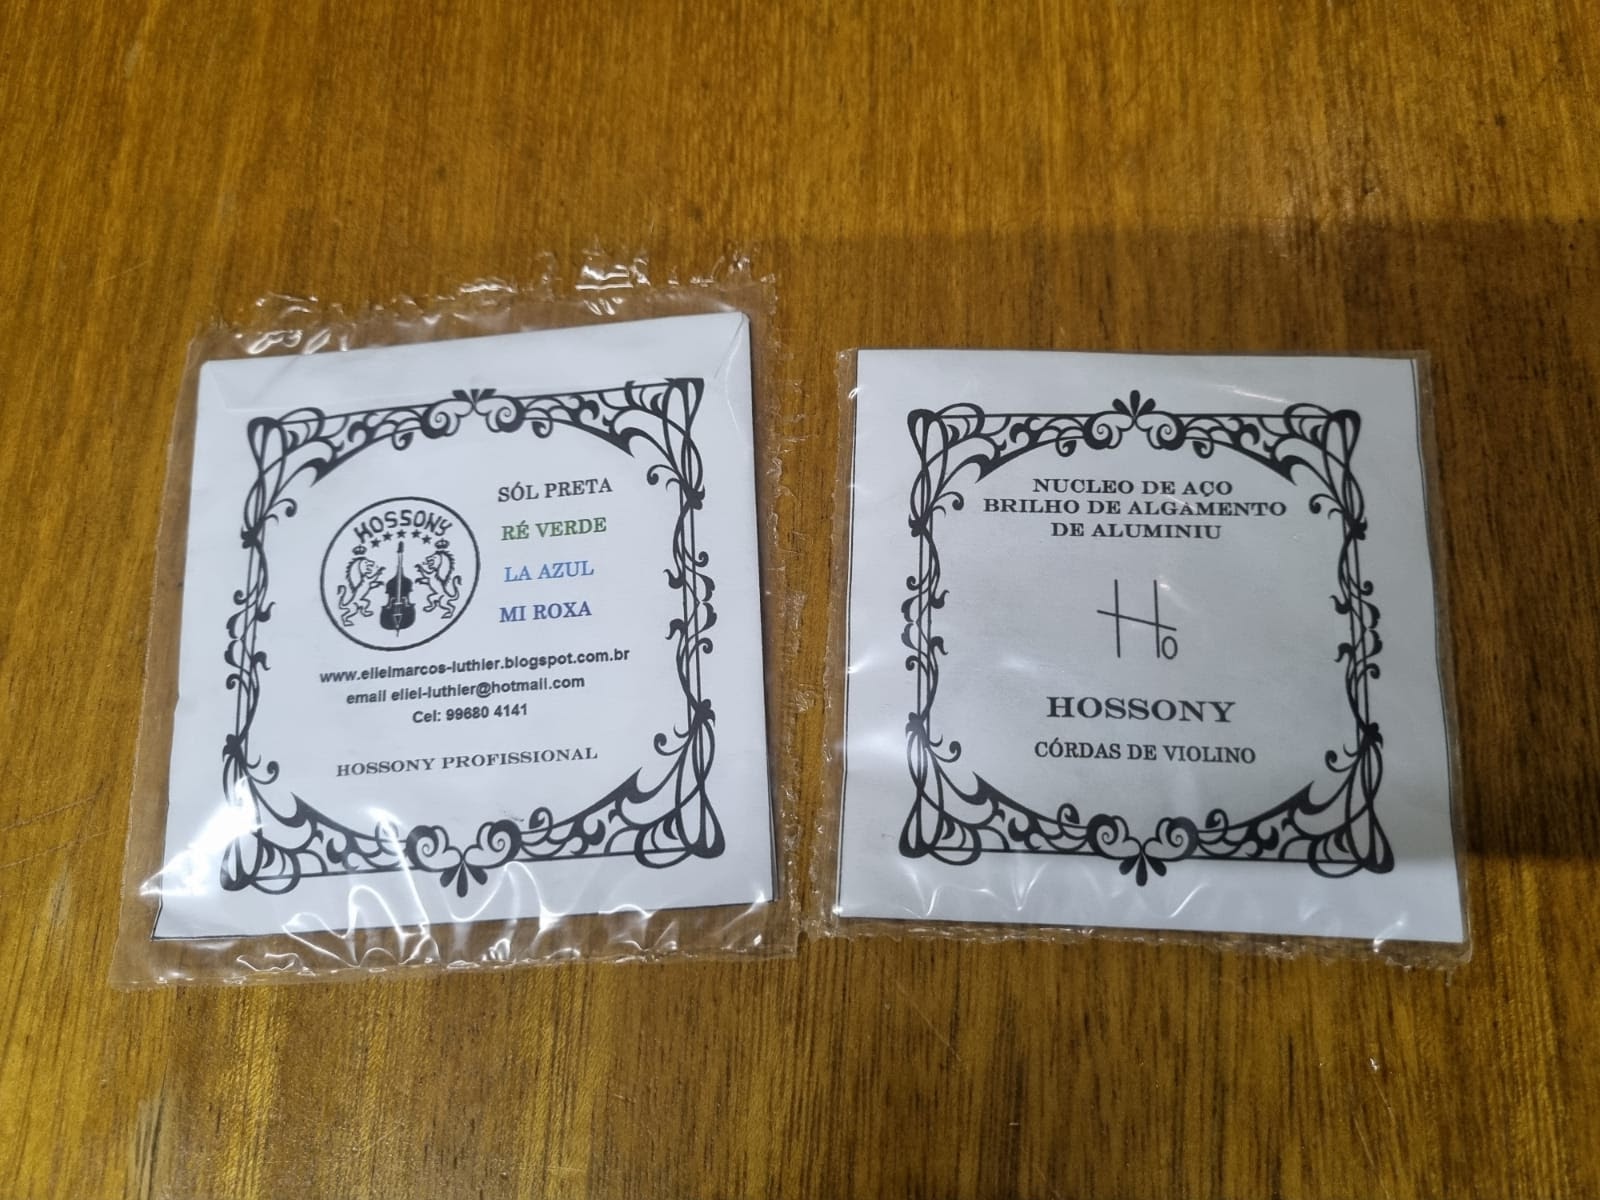 HOSSONY
SÓL PRETA
RÉ VERDE
LA AZUL
MI ROXA
www.elielmarcos-luthier.blogspot.com.br
email eliel-luthier@hotmail.com
Cel: 99680 4141
HOSSONY PROFISSIONAL
NUCLEO DE AÇO
BRILHO DE ALGAMENTO
DE ALUMINIU
Ho
HOSSONY
CÓRDAS DE VIOLINO